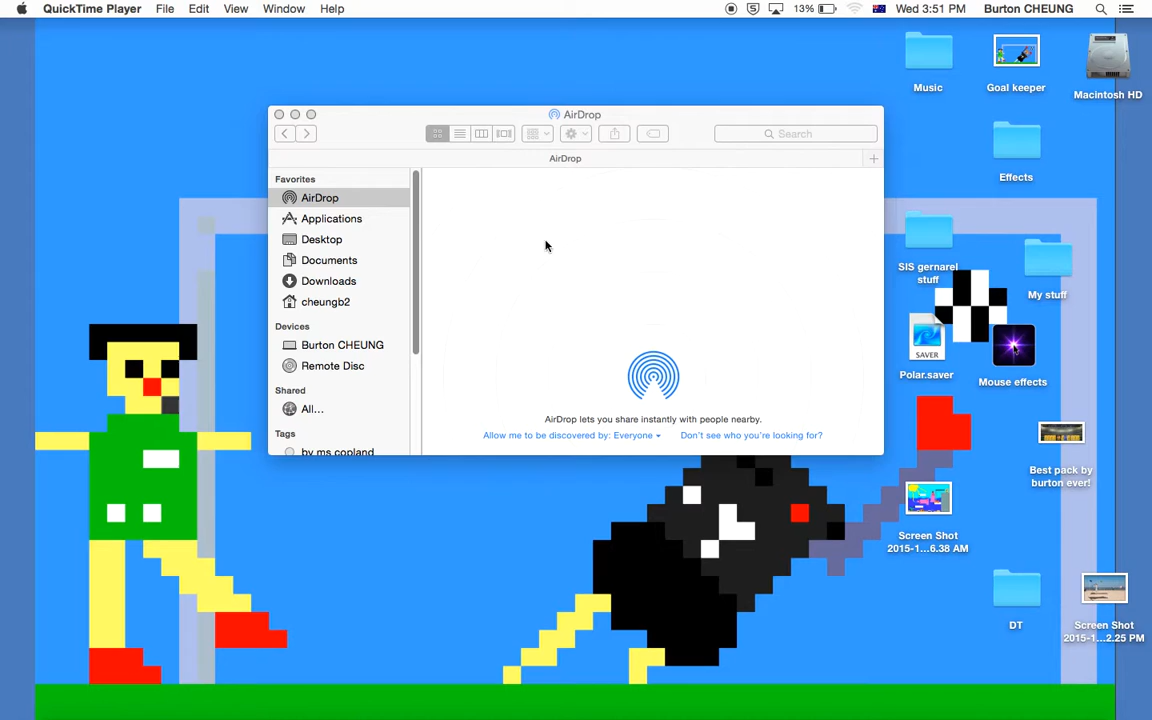 QuickTime Player File Edit View Window Help 13% Wed 3:51 PM Burton CHEUNG
AirDrop
Search
AirDrop
Favorites
AirDrop
Applications
Desktop
Documents
Downloads
cheungb2
Devices
Burton CHEUNG
Remote Disc
Shared
All...
Tags
by ms copland
AirDrop lets you share instantly with people nearby.
Allow me to be discovered by: Everyone
Don't see who you're looking for?
Music
Goal keeper
Macintosh HD
Effects
SIS gernarel
stuff
My stuff
SAVER
Polar.saver
Mouse effects
Best pack by
burton ever!
Screen Shot
2015-1...6.38 AM
DT
Screen Shot
2015-1...2.25 PM